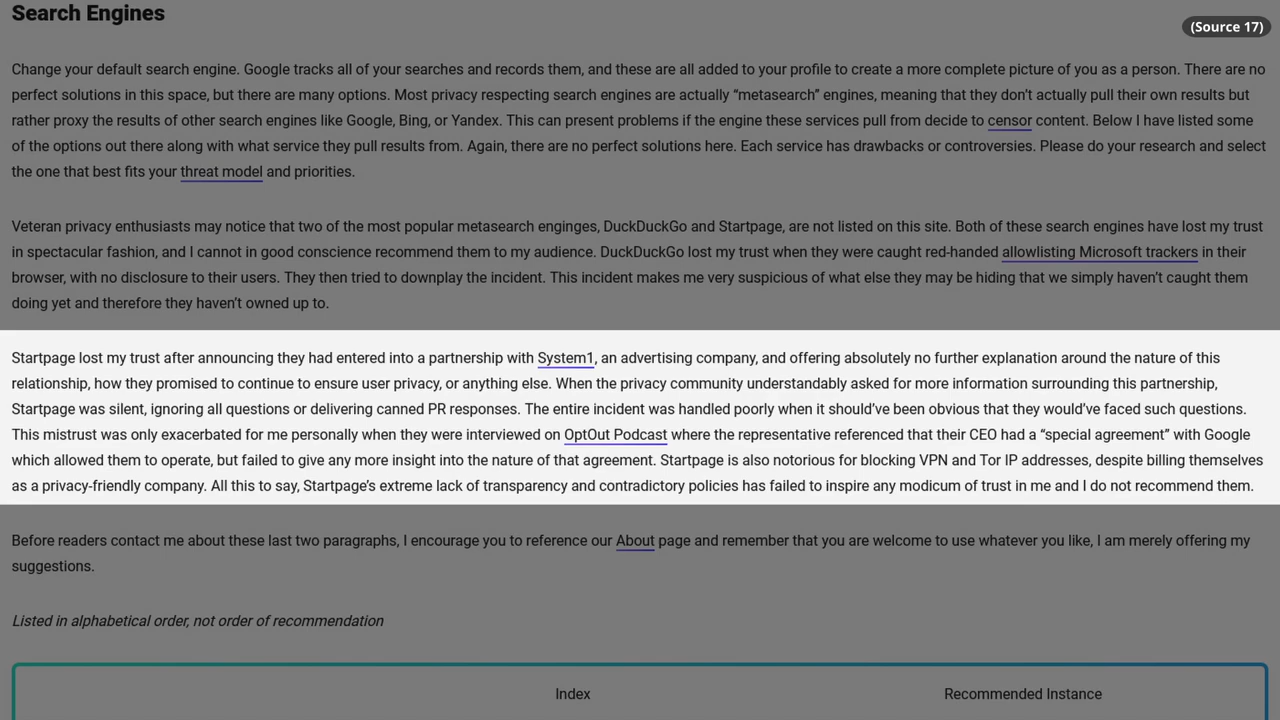 Search Engines
(Source 17)
Change your default search engine. Google tracks all of your searches and records them, and these are all added to your profile to create a more complete picture of you as a person. There are no
perfect solutions in this space, but there are many options. Most privacy respecting search engines are actually “metasearch” engines, meaning that they don’t actually pull their own results but
rather proxy the results of other search engines like Google, Bing, or Yandex. This can present problems if the engine these services pull from decide to censor content. Below I have listed some
of the options out there along with what service they pull results from. Again, there are no perfect solutions here. Each service has drawbacks or controversies. Please do your research and select
the one that best fits your threat model and priorities.
Veteran privacy enthusiasts may notice that two of the most popular metasearch enginges, DuckDuckGo and Startpage, are not listed on this site. Both of these search engines have lost my trust
in spectacular fashion, and I cannot in good conscience recommend them to my audience. DuckDuckGo lost my trust when they were caught red-handed allowlisting Microsoft trackers in their
browser, with no disclosure to their users. They then tried to downplay the incident. This incident makes me very suspicious of what else they may be hiding that we simply haven’t caught them
doing yet and therefore they haven’t owned up to.
Startpage lost my trust after announcing they had entered into a partnership with System1, an advertising company, and offering absolutely no further explanation around the nature of this
relationship, how they promised to continue to ensure user privacy, or anything else. When the privacy community understandably asked for more information surrounding this partnership,
Startpage was silent, ignoring all questions or delivering canned PR responses. The entire incident was handled poorly when it should’ve been obvious that they would’ve faced such questions.
This mistrust was only exacerbated for me personally when they were interviewed on OptOut Podcast where the representative referenced that their CEO had a “special agreement” with Google
which allowed them to operate, but failed to give any more insight into the nature of that agreement. Startpage is also notorious for blocking VPN and Tor IP addresses, despite billing themselves
as a privacy-friendly company. All this to say, Startpage’s extreme lack of transparency and contradictory policies has failed to inspire any modicum of trust in me and I do not recommend them.
Before readers contact me about these last two paragraphs, I encourage you to reference our About page and remember that you are welcome to use whatever you like, I am merely offering my
suggestions.
Listed in alphabetical order, not order of recommendation
Index
Recommended Instance